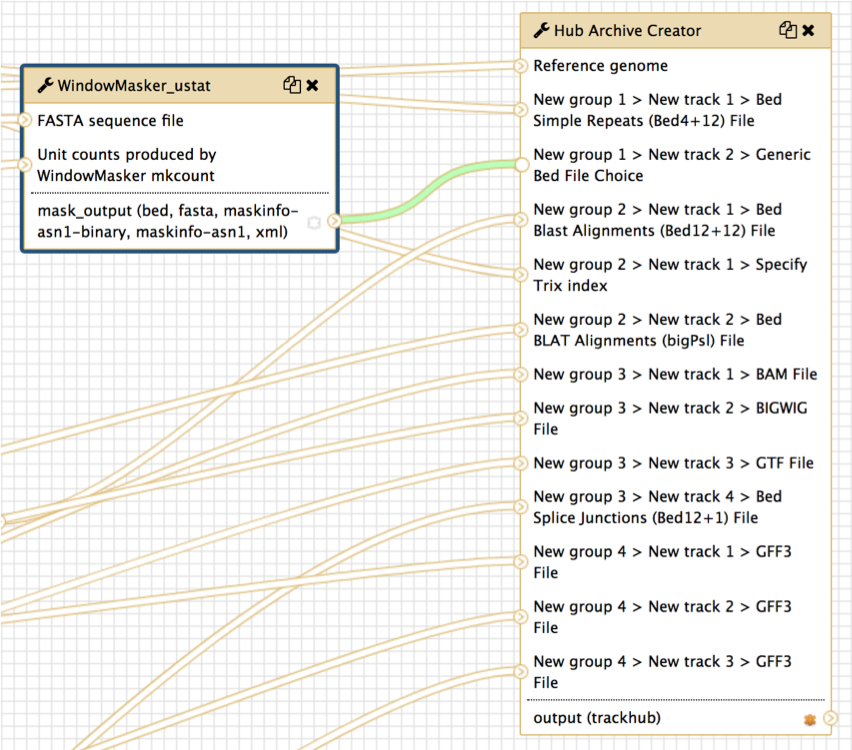 WindowMasker_ustat
FASTA sequence file
Unit counts produced by
WindowMasker mkcount
mask_output (bed, fasta, maskinfo-
asn1-binary, maskinfo-asn1, xml)
Hub Archive Creator
Reference genome
New group 1 > New track 1 > Bed
Simple Repeats (Bed4+12) File
New group 1 > New track 2 > Generic
Bed File Choice
New group 2 > New track 1 > Bed
Blast Alignments (Bed12+12) File
New group 2 > New track 1 > Specify
Trix index
New group 2 > New track 2 > Bed
BLAT Alignments (bigPsl) File
New group 3 > New track 1 > BAM File
New group 3 > New track 2 > BIGWIG
File
New group 3 > New track 3 > GTF File
New group 3 > New track 4 > Bed
Splice Junctions (Bed12+1) File
New group 4 > New track 1 > GFF3
File
New group 4 > New track 2 > GFF3
File
New group 4 > New track 3 > GFF3
File
output (trackhub)